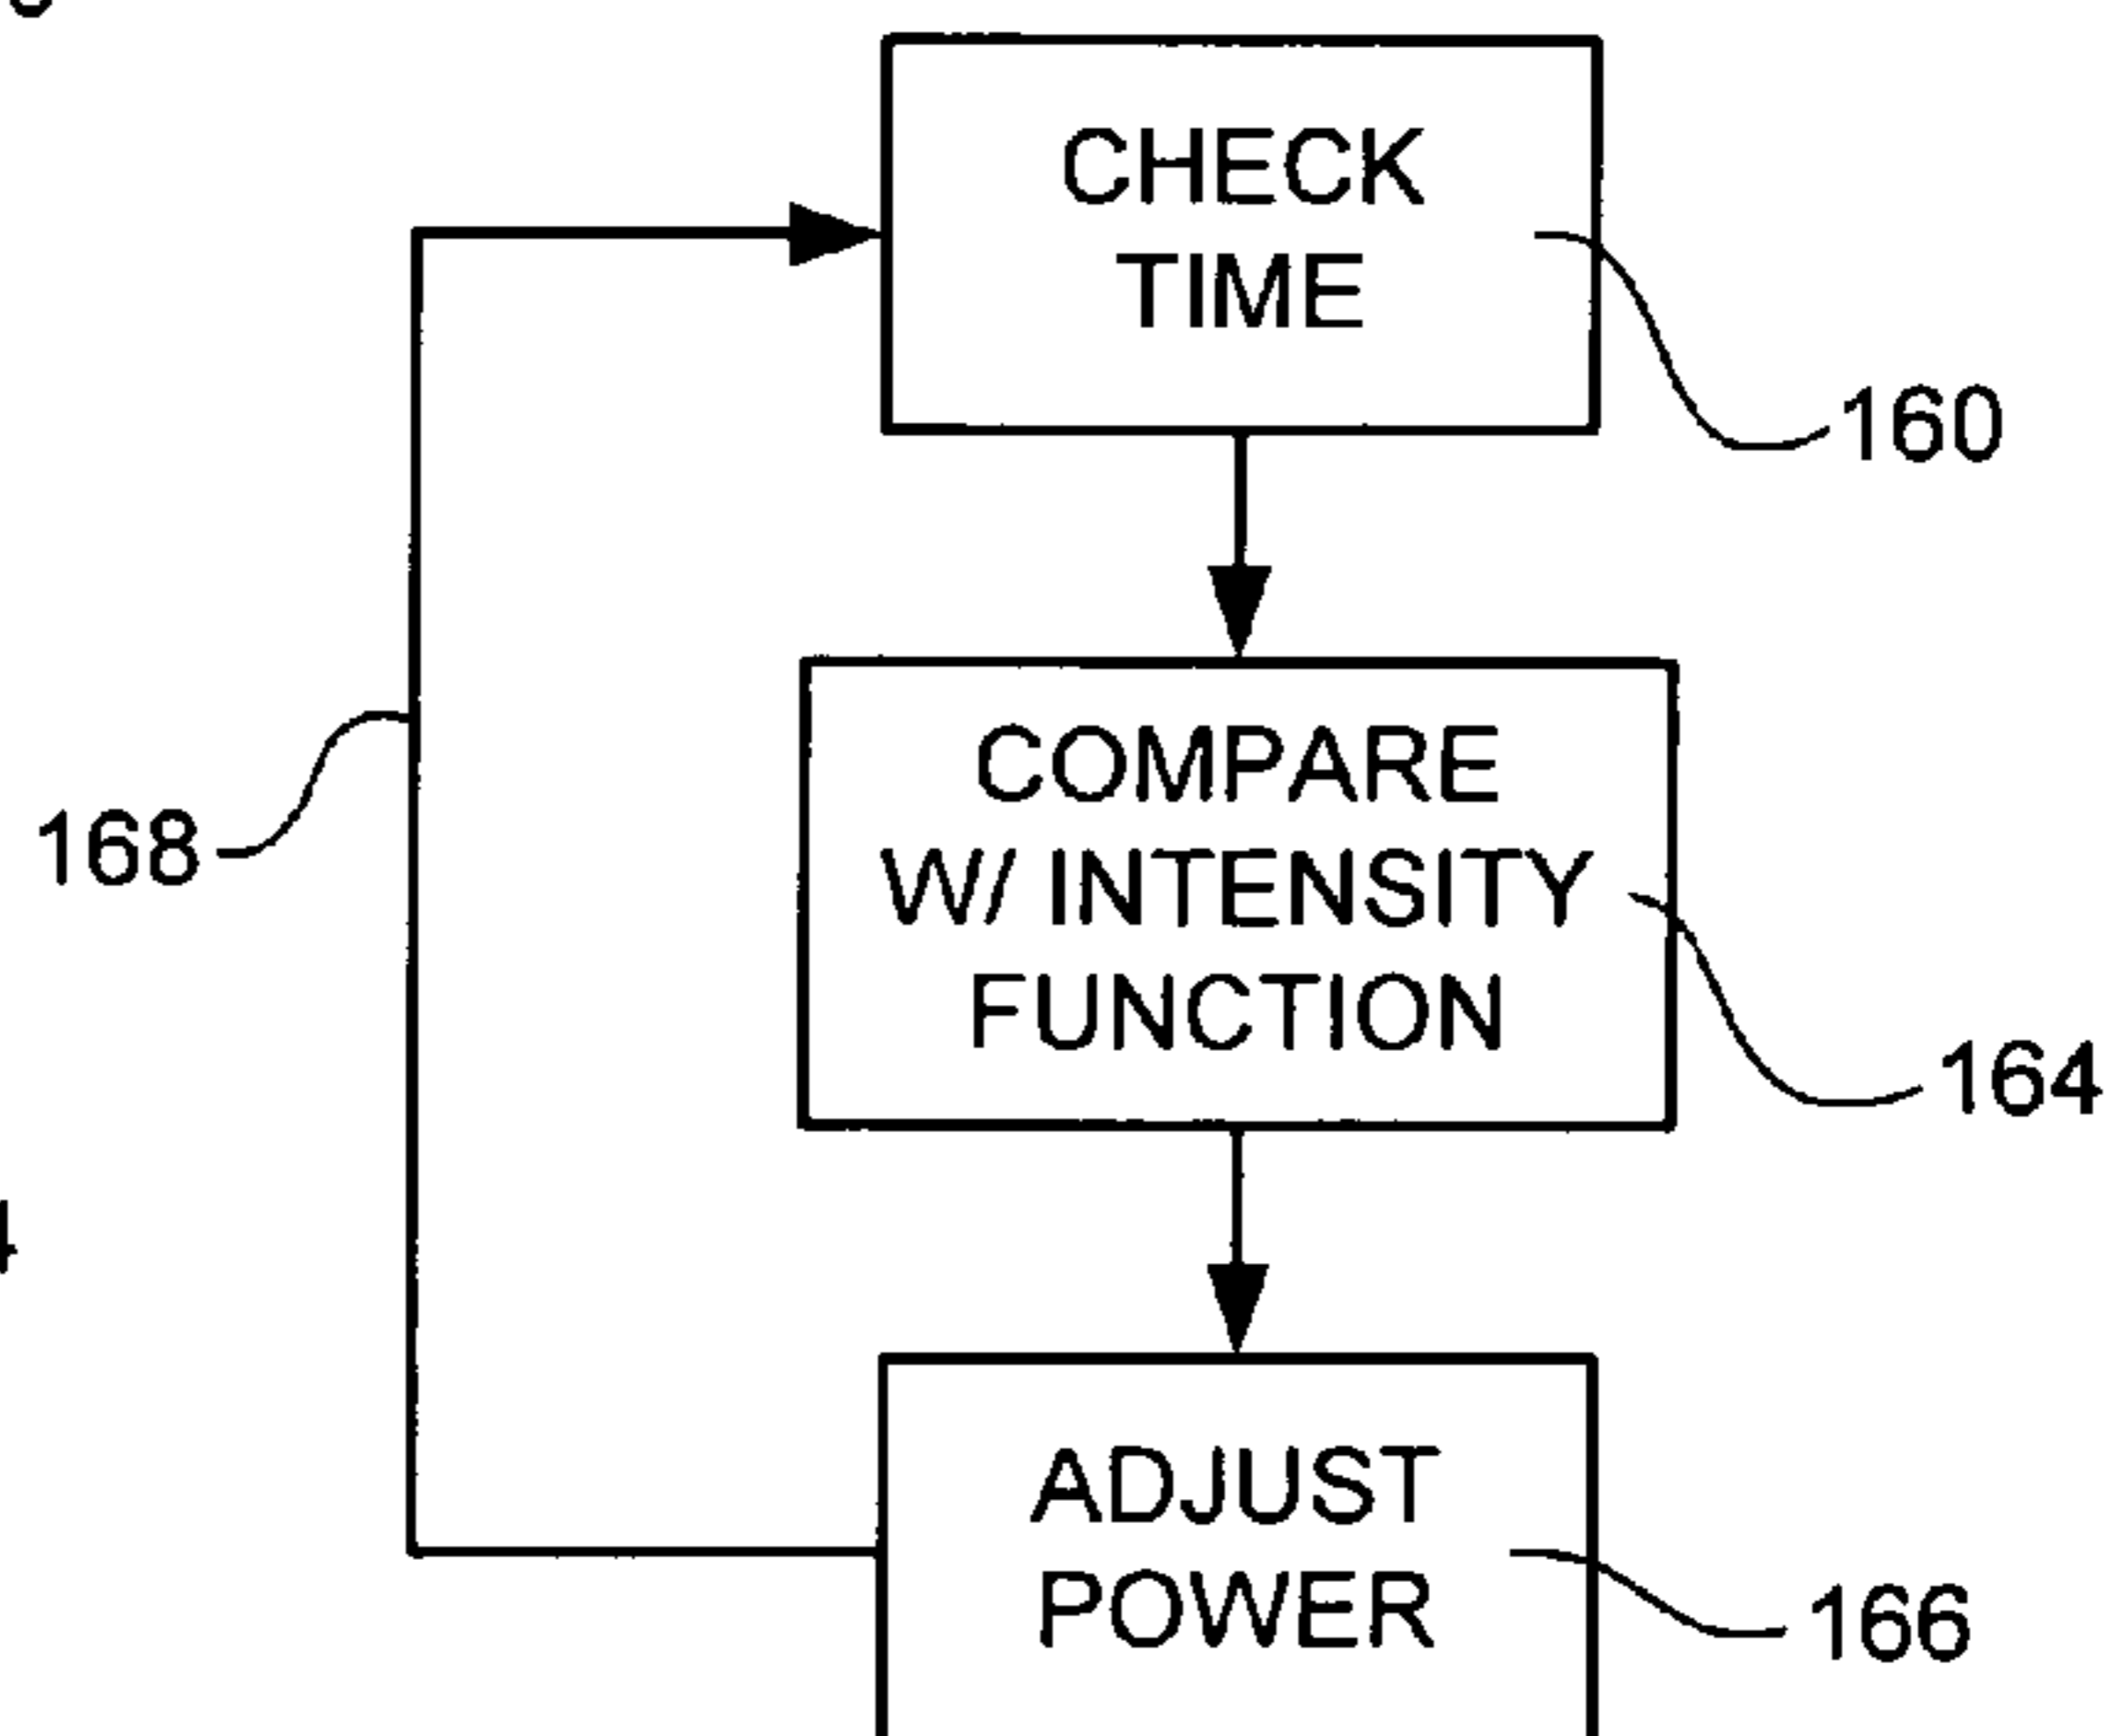 CHECK
TIME
160
COMPARE
W/ INTENSITY
FUNCTION
168
164
ADJUST
POWER
166